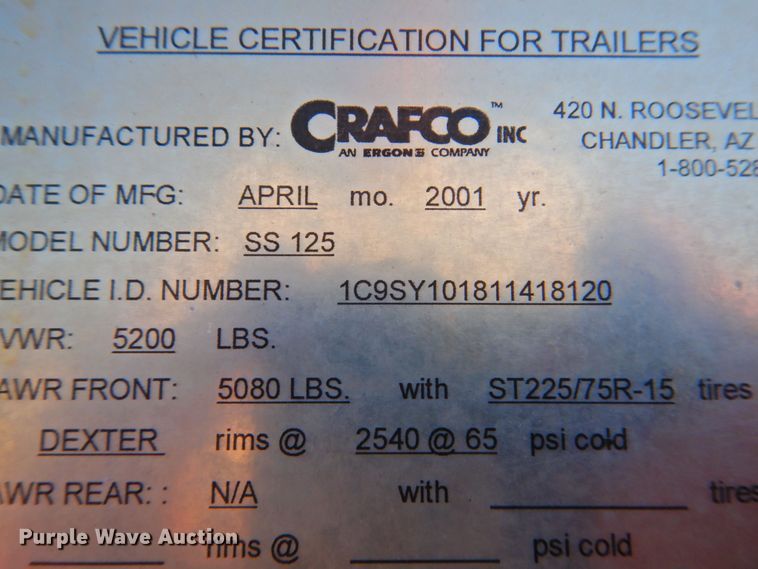 VEHICLE CERTIFICATION FOR TRAILERS
MANUFACTURED BY: CRAFCO™ INC 420 N. ROOSEVEL
AN ERGON COMPANY CHANDLER, AZ
1-800-528
DATE OF MFG: APRIL mo. 2001 yr.
MODEL NUMBER: SS 125
EHICLE I.D. NUMBER: 1C9SY101811418120
VWR: 5200 LBS.
AWR FRONT: 5080 LBS. with ST225/75R-15 tires
DEXTER rims @ 2540 @ 65 psi cold
AWR REAR: : N/A with tires
Purple Wave Auction rims @ psi cold